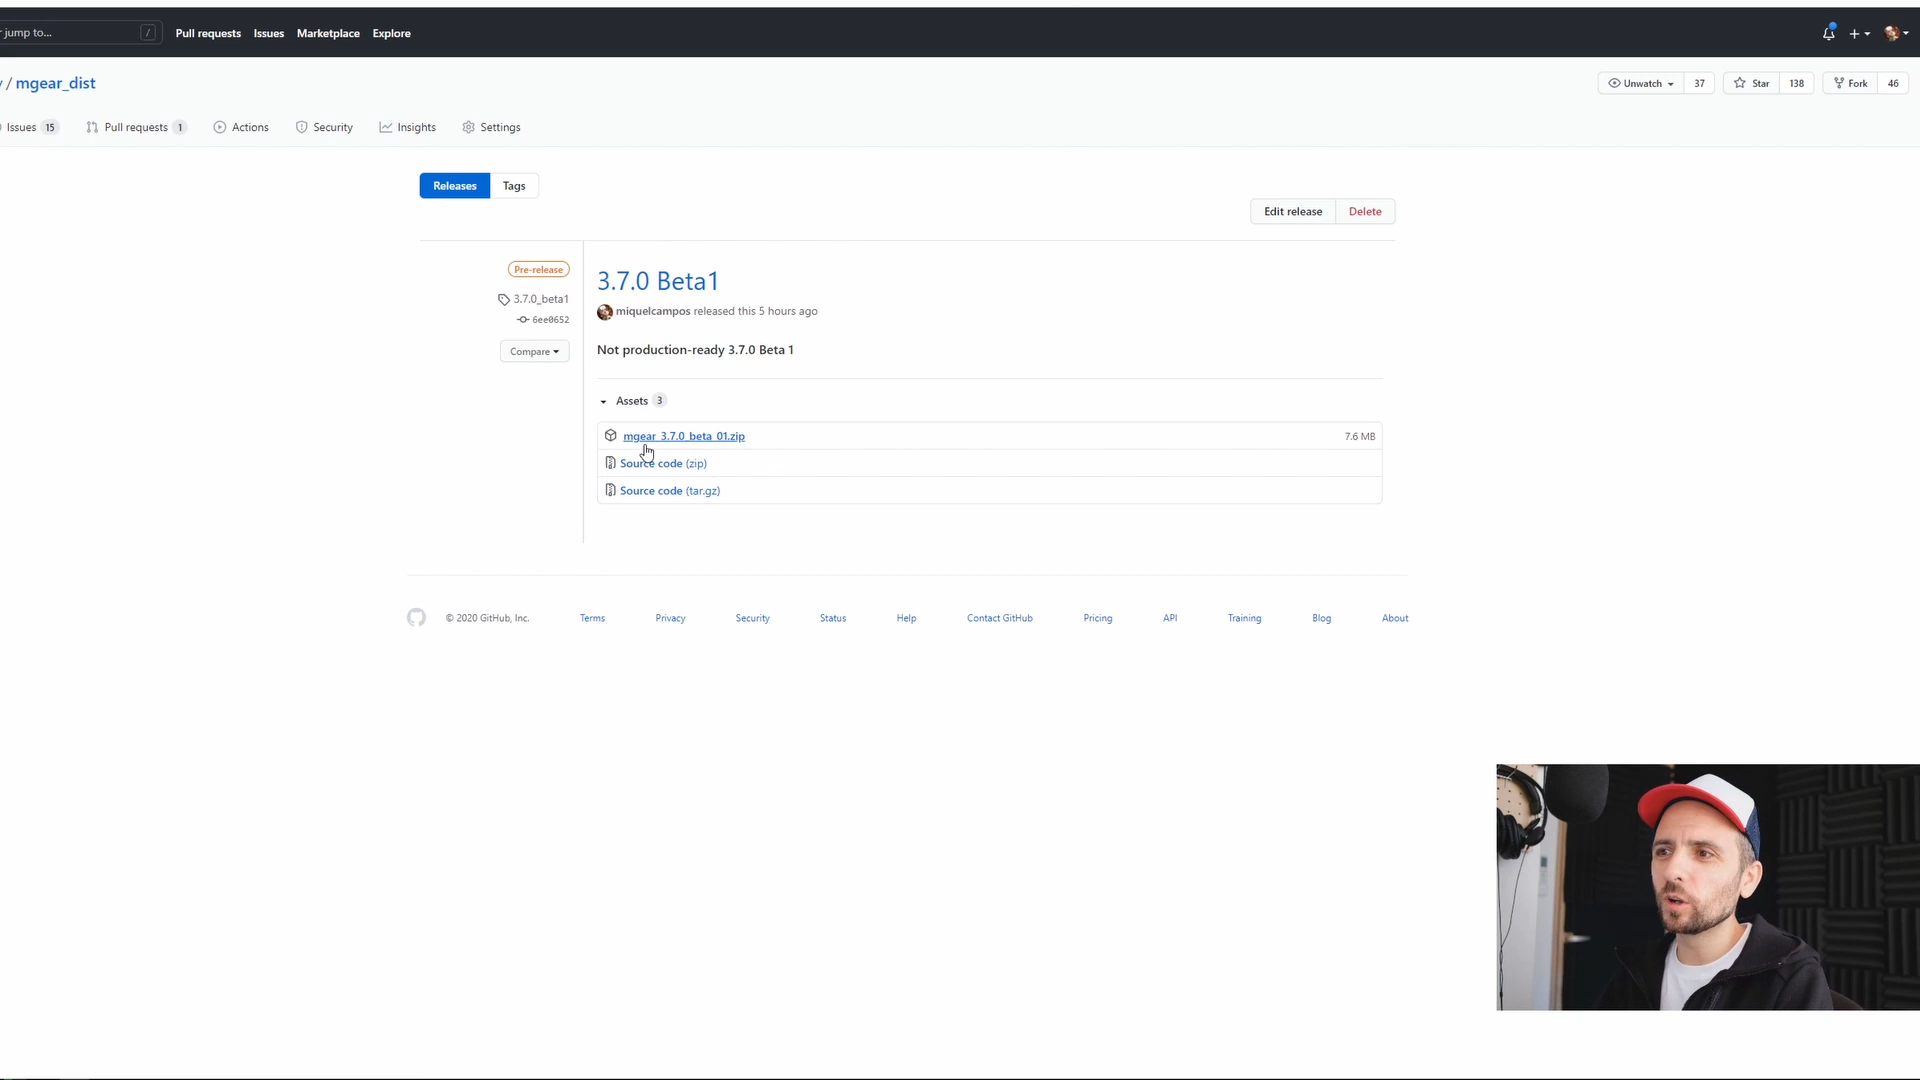 jump to... /
Pull requests Issues Marketplace Explore
/ mgear_dist
Unwatch 37 Star 138 Fork 46
Issues 15 Pull requests 1 Actions Security Insights Settings
Releases Tags
Edit release Delete
Pre-release
3.7.0_beta1
6ee0652
Compare
3.7.0 Beta1
miquelcampos released this 5 hours ago
Not production-ready 3.7.0 Beta 1
Assets 3
mgear_3.7.0_beta_01.zip 7.6 MB
Source code (zip)
Source code (tar.gz)
© 2020 GitHub, Inc. Terms Privacy Security Status Help Contact GitHub Pricing API Training Blog About